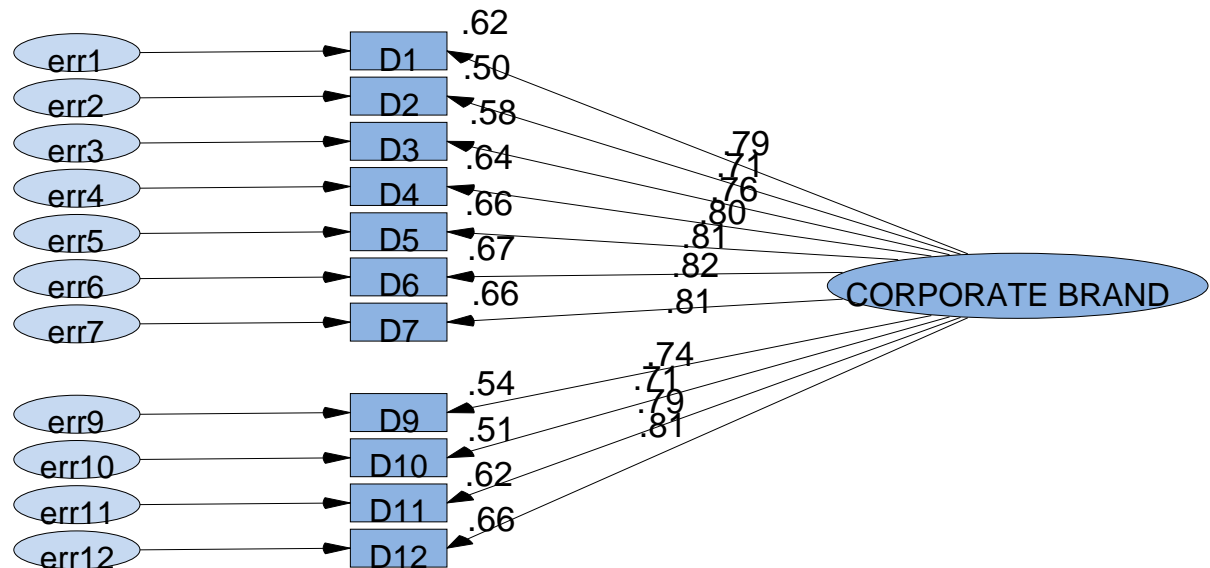 .62
err1
D1
.50
err2
D2
.58
err3
D3
.79
.64
.71
err4
D4
.76
.66
.80
err5
D5
.81
.67
.82
err6
D6
CORPORATE BRAND
.66
.81
err7
D7
.74
.54
.71
err9
D9
.79
.51
.81
err10
D10
.62
err11
D11
.66
err12
D12